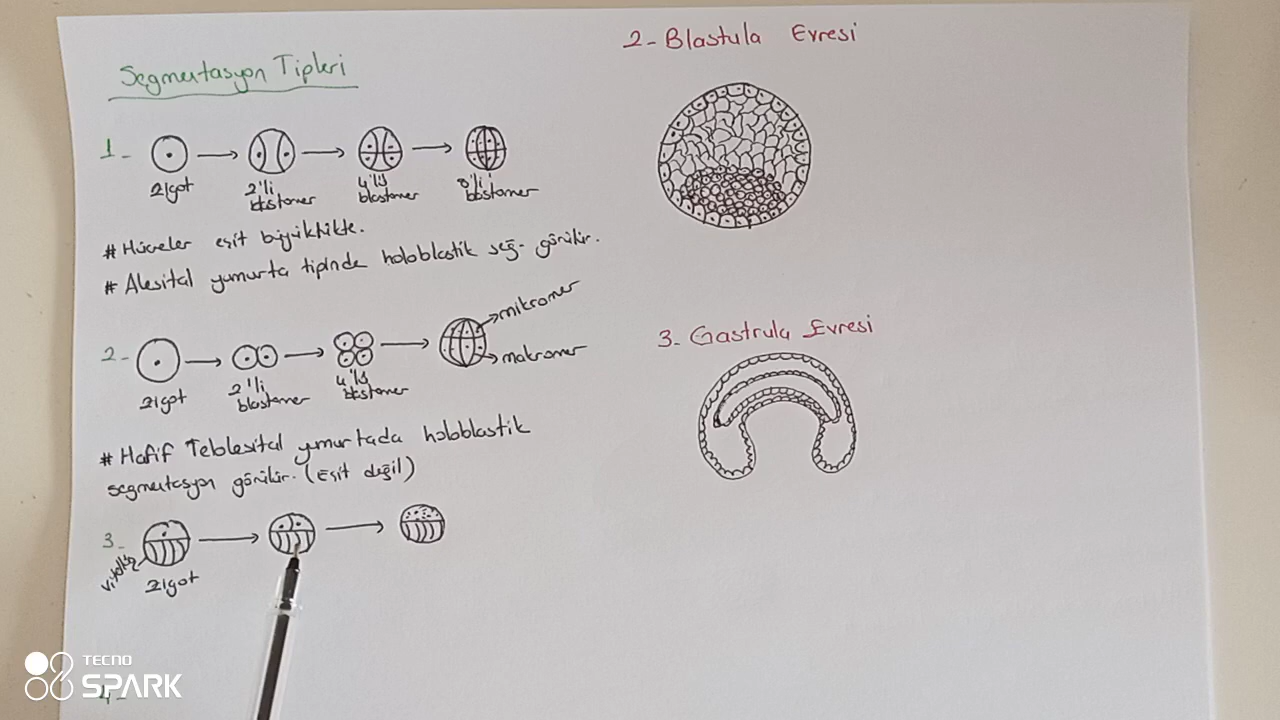 Segmentasyon Tipleri
1-
zigot
2'li blastomer
4'lü blastomer
8'li blastomer
# Hücreler eşit büyüklükte.
# Alesital yumurta tipinde holoblastik seg. görülür.
2-
zigot
2'li blastomer
4'lü blastomer
mikromer
makromer
# Hafif Teblesital yumurtada holoblastik
segmentasyon görülür. (Eşit değil)
3-
vitellüs
zigot
4-
2- Blastula Evresi
3. Gastrula Evresi
TECNO
SPARK